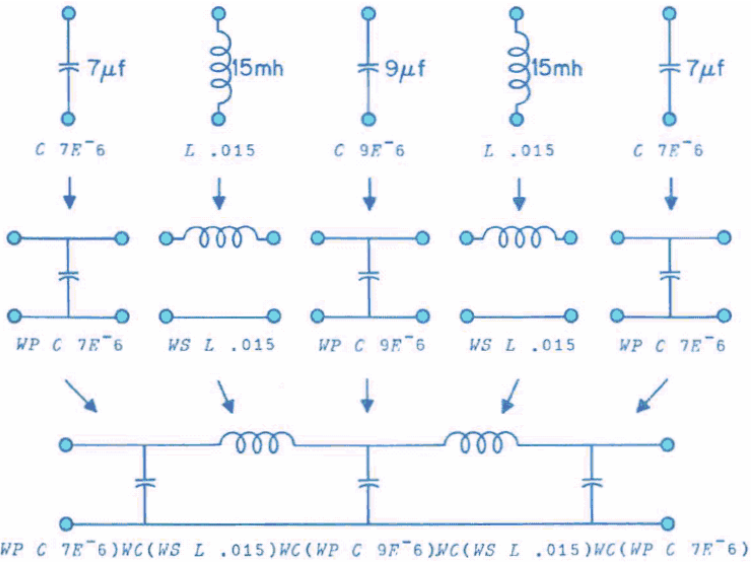 7μf 15mh 9μf 15mh 7μf
C 7E¯6 L .015 C 9E¯6 L .015 C 7E¯6
WP C 7E¯6 WS L .015 WP C 9E¯6 WS L .015 WP C 7E¯6
WP C 7E¯6)WC(WS L .015)WC(WP C 9E¯6)WC(WS L .015)WC(WP C 7E¯6)